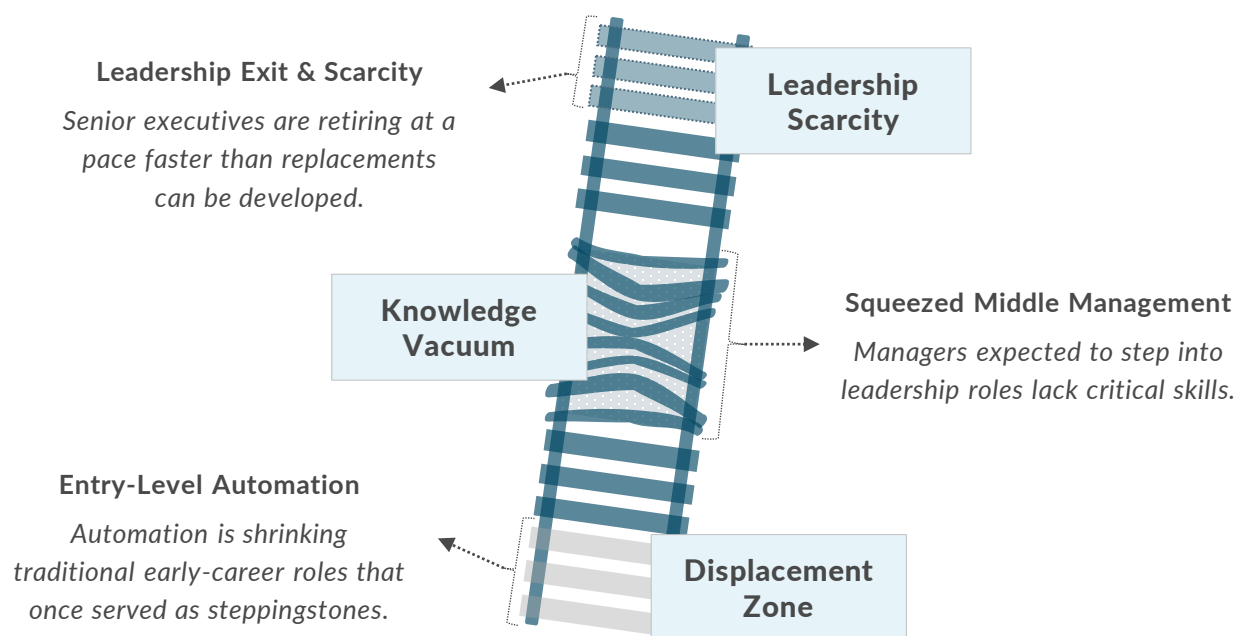 Leadership Exit & Scarcity
Senior executives are retiring at a
pace faster than replacements
can be developed.
Leadership
Scarcity
Knowledge
Vacuum
Squeezed Middle Management
Managers expected to step into
leadership roles lack critical skills.
Entry-Level Automation
Automation is shrinking
traditional early-career roles that
once served as steppingstones.
Displacement
Zone